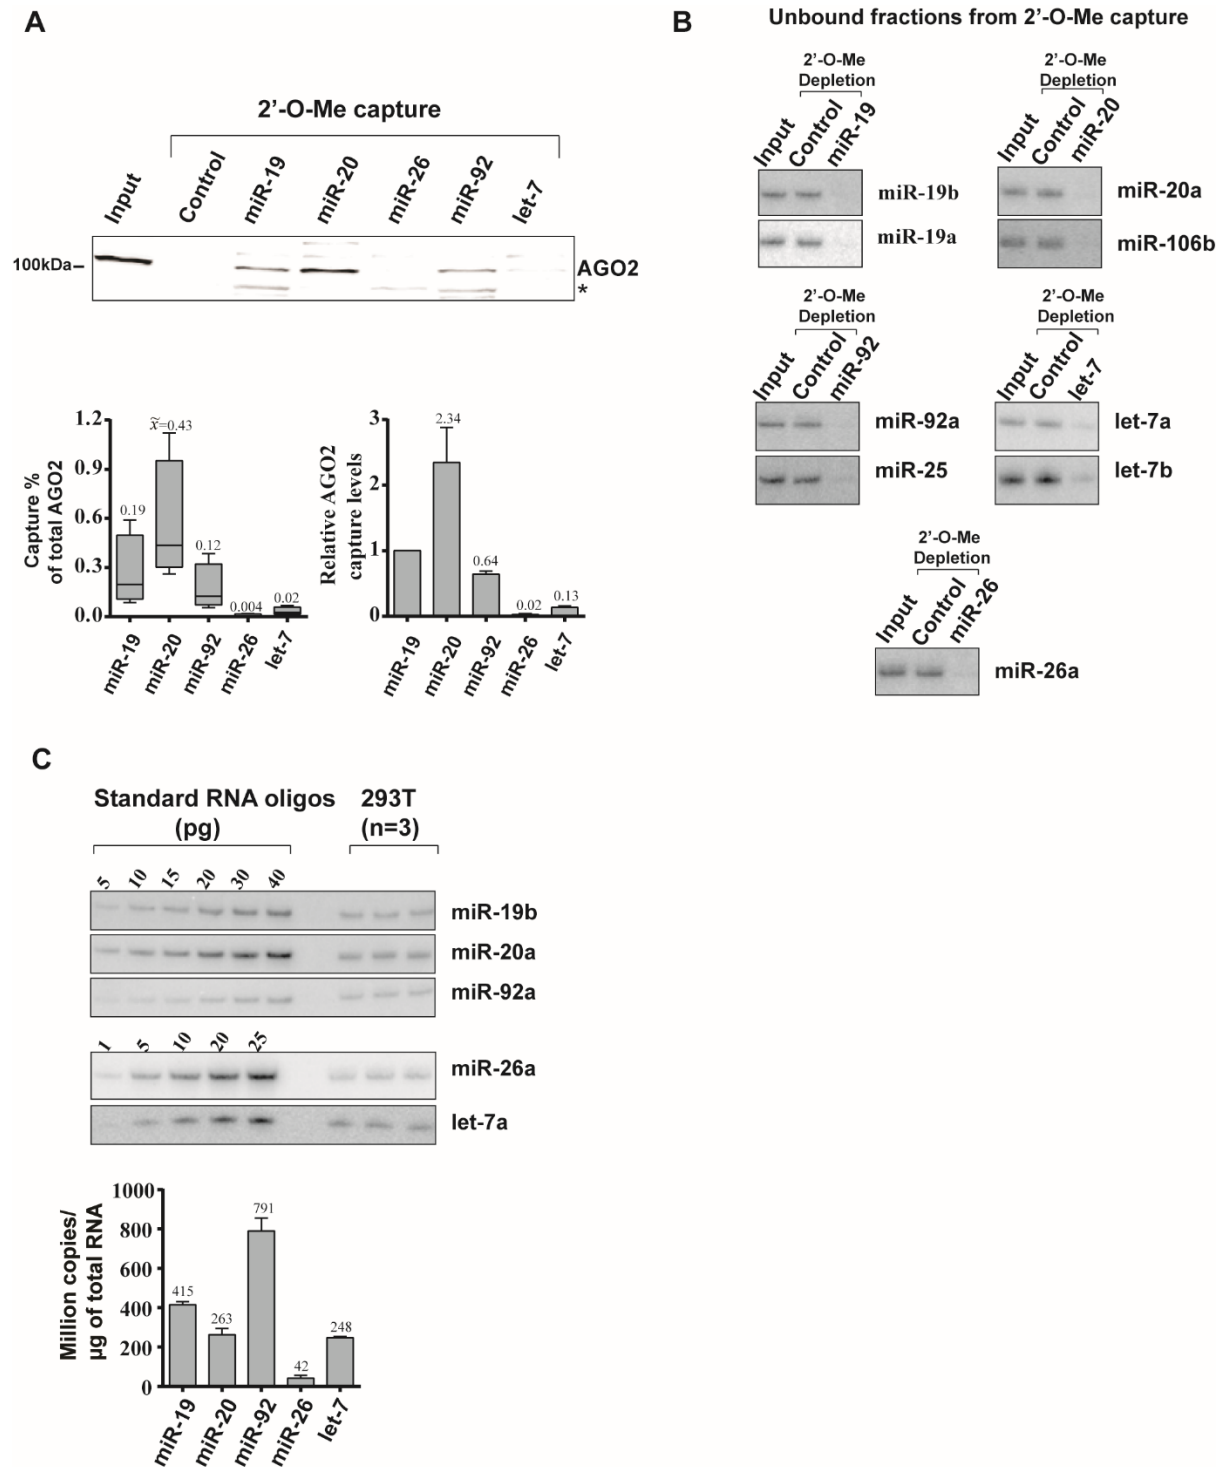 A
2'-O-Me capture
Input
Control
miR-19
miR-20
miR-26
miR-92
let-7
100kDa
AGO2
*
Capture %
of total AGO2
1.2
0.9
0.6
0.3
0.0
0.19
x̃=0.43
0.12
0.004
0.02
miR-19
miR-20
miR-92
miR-26
let-7
Relative AGO2
capture levels
3
2
1
0
2.34
0.64
0.02
0.13
miR-19
miR-20
miR-92
miR-26
let-7
B
Unbound fractions from 2'-O-Me capture
2'-O-Me
Depletion
Input
Control
miR-19
miR-19b
miR-19a
2'-O-Me
Depletion
Input
Control
miR-20
miR-20a
miR-106b
2'-O-Me
Depletion
Input
Control
miR-92
miR-92a
miR-25
2'-O-Me
Depletion
Input
Control
let-7
let-7a
let-7b
2'-O-Me
Depletion
Input
Control
miR-26
miR-26a
C
Standard RNA oligos
(pg)
293T
(n=3)
5 10 15 20 30 40
miR-19b
miR-20a
miR-92a
1 5 10 20 25
miR-26a
let-7a
Million copies/
µg of total RNA
1000
800
600
400
200
0
415
263
791
42
248
miR-19
miR-20
miR-92
miR-26
let-7